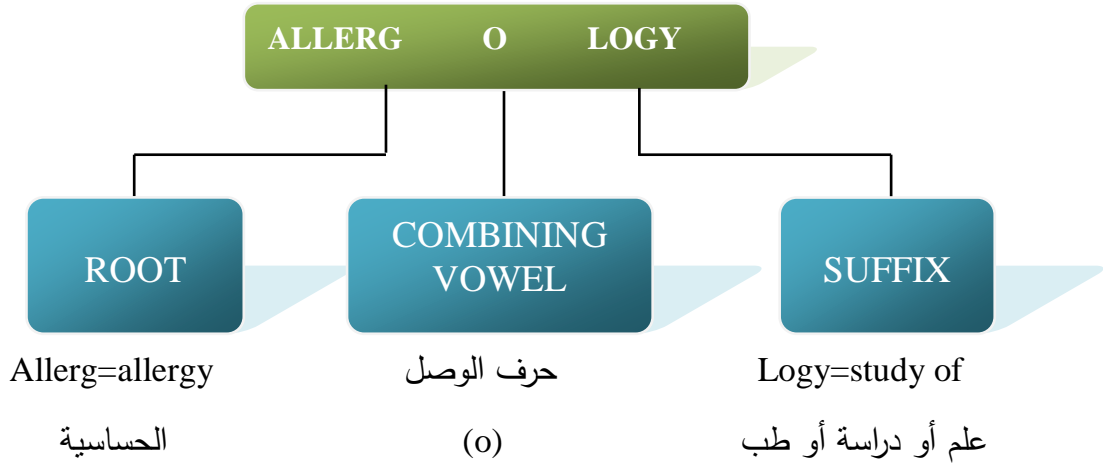 ALLERG O LOGY
ROOT
COMBINING
VOWEL
SUFFIX
Allerg=allergy
الحساسية
حرف الوصل
(o)
Logy=study of
علم أو دراسة أو طب